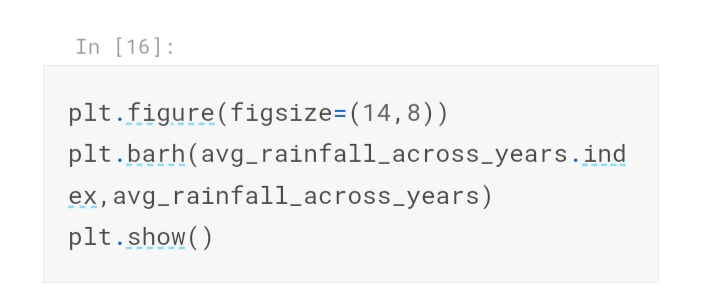 In [16]:
plt.figure(figsize=(14,8))
plt.barh(avg_rainfall_across_years.ind
ex,avg_rainfall_across_years)
plt.show()